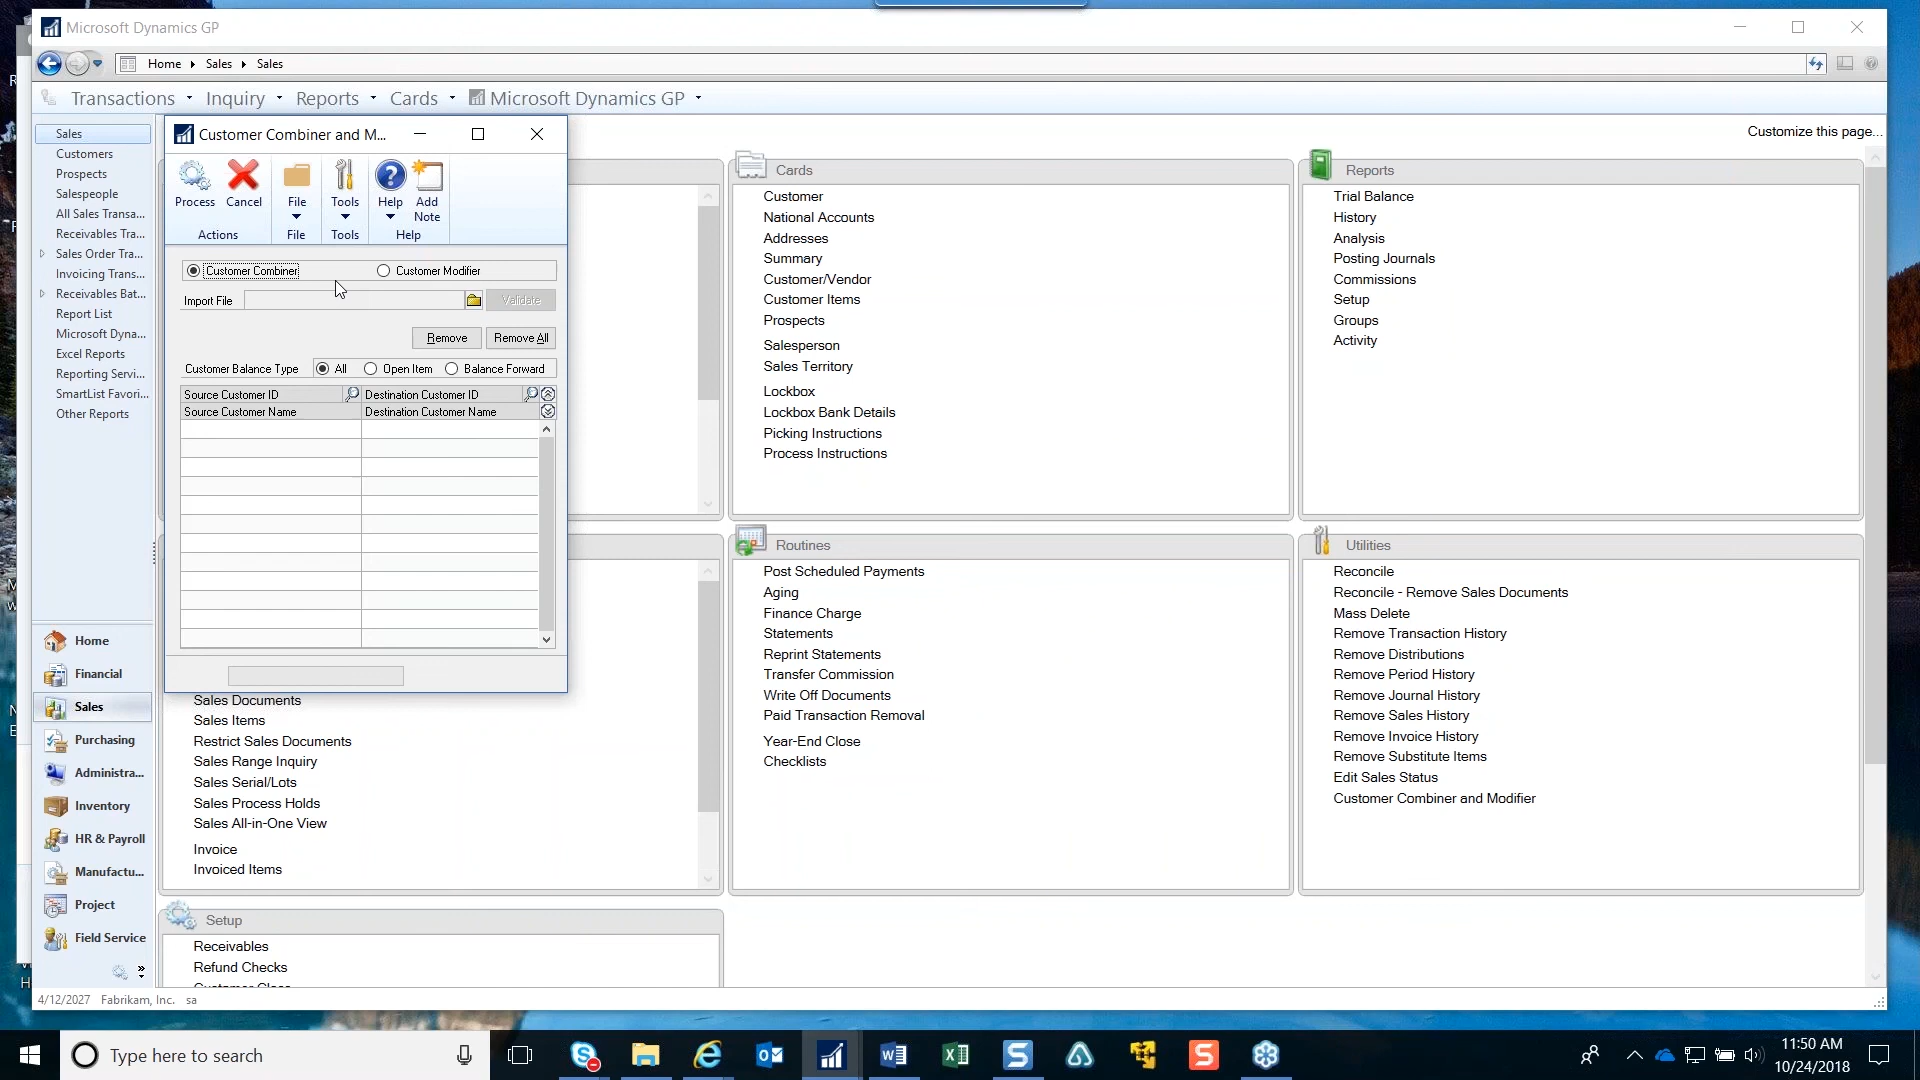 Microsoft Dynamics GP
Home Sales Sales
Transactions Inquiry Reports Cards Microsoft Dynamics GP
Customize this page...
Sales
Customers
Prospects
Salespeople
All Sales Transa...
Receivables Tra...
Sales Order Tra...
Invoicing Trans...
Receivables Bat...
Report List
Microsoft Dyna...
Excel Reports
Reporting Servi...
SmartList Favori...
Other Reports
Home
Financial
Sales
Purchasing
Administra...
Inventory
HR & Payroll
Manufactu...
Project
Field Service
Customer Combiner and M...
Process Cancel File Tools Help Add Note
Actions File Tools Help
Customer Combiner Customer Modifier
Import File Validate
Remove Remove All
Customer Balance Type All Open Item Balance Forward
Source Customer ID Destination Customer ID
Source Customer Name Destination Customer Name
Sales Documents
Sales Items
Restrict Sales Documents
Sales Range Inquiry
Sales Serial/Lots
Sales Process Holds
Sales All-in-One View
Invoice
Invoiced Items
Setup
Receivables
Refund Checks
Customer Class
Cards
Customer
National Accounts
Addresses
Summary
Customer/Vendor
Customer Items
Prospects
Salesperson
Sales Territory
Lockbox
Lockbox Bank Details
Picking Instructions
Process Instructions
Routines
Post Scheduled Payments
Aging
Finance Charge
Statements
Reprint Statements
Transfer Commission
Write Off Documents
Paid Transaction Removal
Year-End Close
Checklists
Reports
Trial Balance
History
Analysis
Posting Journals
Commissions
Setup
Groups
Activity
Utilities
Reconcile
Reconcile - Remove Sales Documents
Mass Delete
Remove Transaction History
Remove Distributions
Remove Period History
Remove Journal History
Remove Sales History
Remove Invoice History
Remove Substitute Items
Edit Sales Status
Customer Combiner and Modifier
4/12/2027 Fabrikam, Inc. sa
Type here to search
11:50 AM
10/24/2018